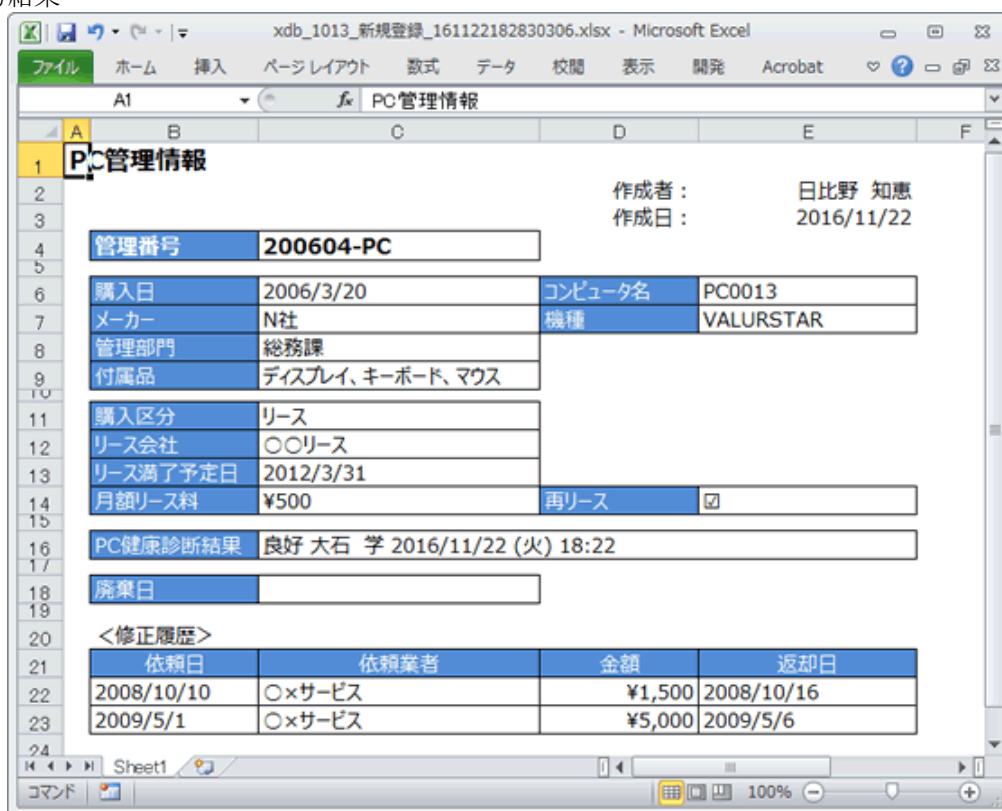 結果
xdb_1013_新規登録_161122182830306.xlsx - Microsoft Excel
ファイル ホーム 挿入 ページ レイアウト 数式 データ 校閲 表示 開発 Acrobat
A1 fx PC管理情報
A B C D E F
1 PC管理情報
2 作成者： 日比野 知恵
3 作成日： 2016/11/22
4 管理番号 200604-PC
5
6 購入日 2006/3/20 コンピュータ名 PC0013
7 メーカー N社 機種 VALURSTAR
8 管理部門 総務課
9 付属品 ディスプレイ、キーボード、マウス
10
11 購入区分 リース
12 リース会社 〇〇リース
13 リース満了予定日 2012/3/31
14 月額リース料 ¥500 再リース ☑
15
16 PC健康診断結果 良好 大石 学 2016/11/22 (火) 18:22
17
18 廃棄日
19
20 ＜修正履歴＞
21 依頼日 依頼業者 金額 返却日
22 2008/10/10 〇×サービス ¥1,500 2008/10/16
23 2009/5/1 〇×サービス ¥5,000 2009/5/6
24
Sheet1
コマンド 100%